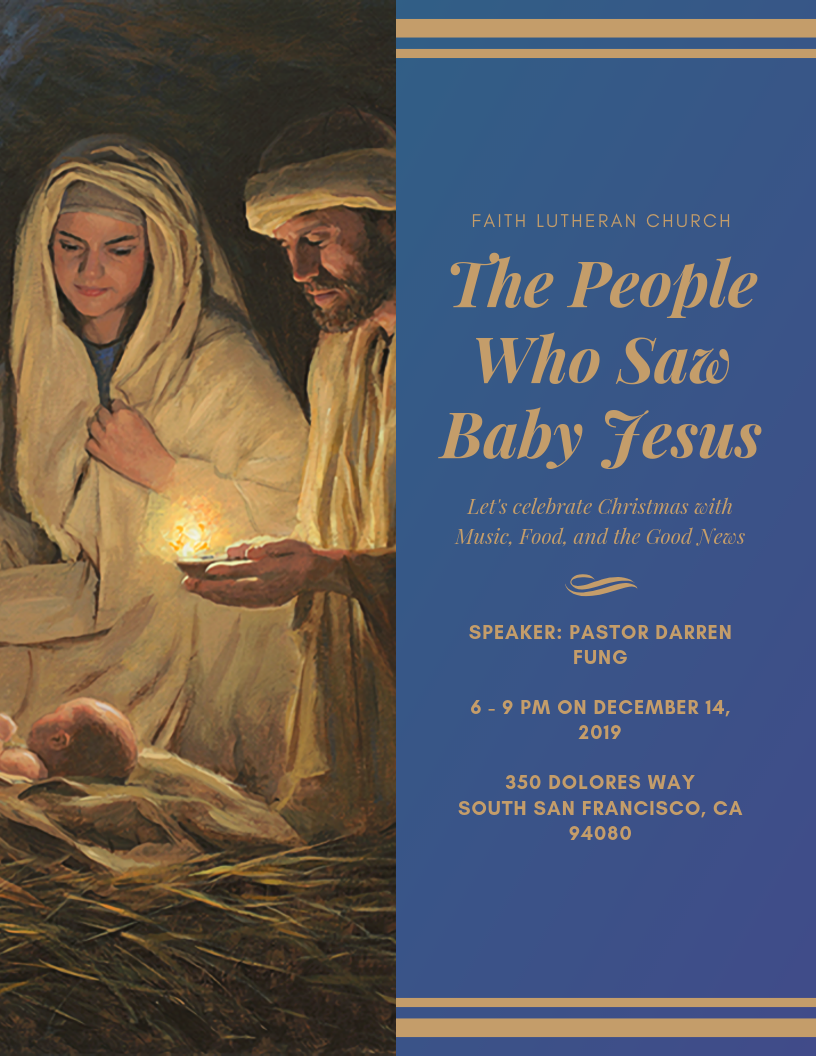 FAITH LUTHERAN CHURCH
The People
Who Saw
Baby Jesus
Let's celebrate Christmas with
Music, Food, and the Good News
SPEAKER: PASTOR DARREN
FUNG
6 - 9 PM ON DECEMBER 14,
2019
350 DOLORES WAY
SOUTH SAN FRANCISCO, CA
94080